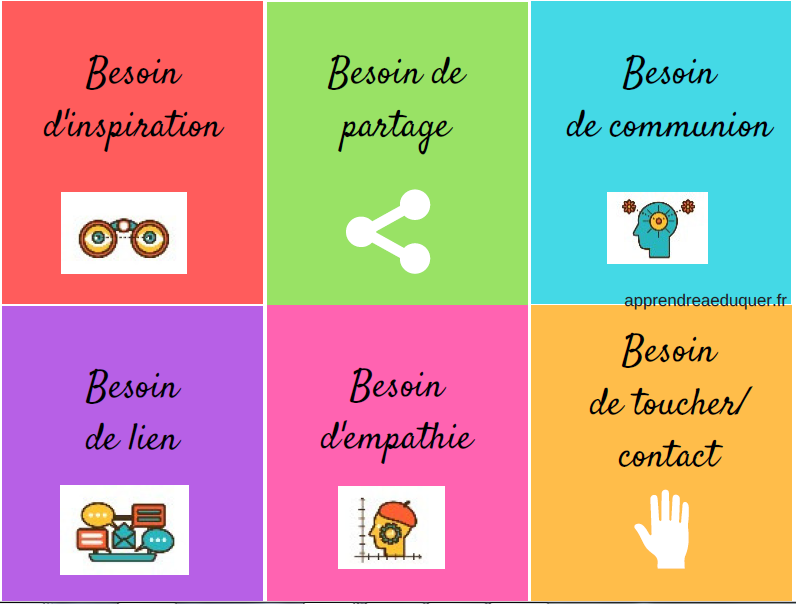 Besoin
d'inspiration
Besoin de
partage
Besoin
de communion
apprendreaeduquer.fr
Besoin
de lien
Besoin
d'empathie
Besoin
de toucher/
contact